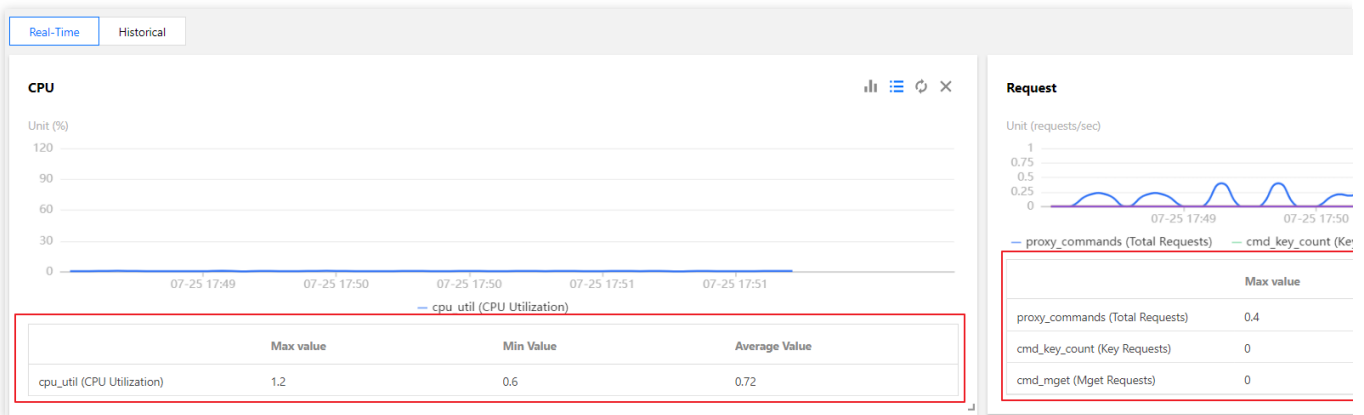 Real-Time Historical
CPU
Unit (%)
120
90
60
30
0
07-25 17:49 07-25 17:50 07-25 17:50 07-25 17:51 07-25 17:51
cpu_util (CPU Utilization)
Max value Min Value Average Value
cpu_util (CPU Utilization) 1.2 0.6 0.72
Request
Unit (requests/sec)
1
0.75
0.5
0.25
0
07-25 17:49 07-25 17:50
proxy_commands (Total Requests) cmd_key_count (Key
Max value
proxy_commands (Total Requests) 0.4
cmd_key_count (Key Requests) 0
cmd_mget (Mget Requests) 0